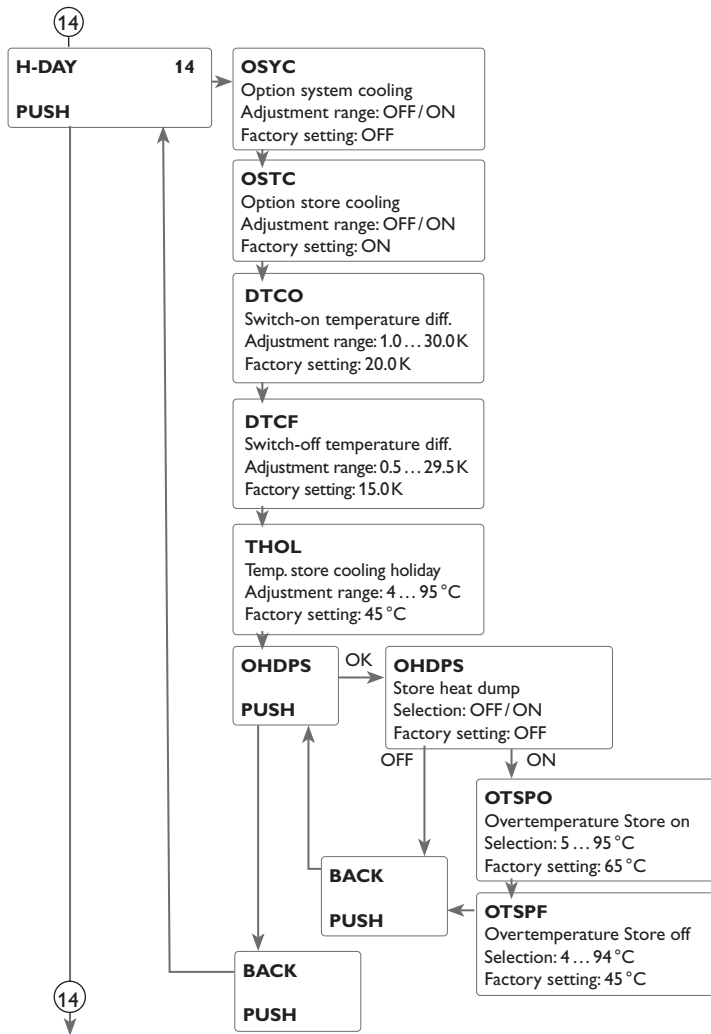 14
H-DAY 14
PUSH
OSYC
Option system cooling
Adjustment range: OFF / ON
Factory setting: OFF
OSTC
Option store cooling
Adjustment range: OFF / ON
Factory setting: ON
DTCO
Switch-on temperature diff.
Adjustment range: 1.0 … 30.0 K
Factory setting: 20.0 K
DTCF
Switch-off temperature diff.
Adjustment range: 0.5 … 29.5 K
Factory setting: 15.0 K
THOL
Temp. store cooling holiday
Adjustment range: 4 … 95 °C
Factory setting: 45 °C
OHDPS
PUSH
OK
OHDPS
Store heat dump
Selection: OFF / ON
Factory setting: OFF
OFF
ON
OTSPO
Overtemperature Store on
Selection: 5 … 95 °C
Factory setting: 65 °C
BACK
PUSH
OTSPF
Overtemperature Store off
Selection: 4 … 94 °C
Factory setting: 45 °C
BACK
PUSH
14